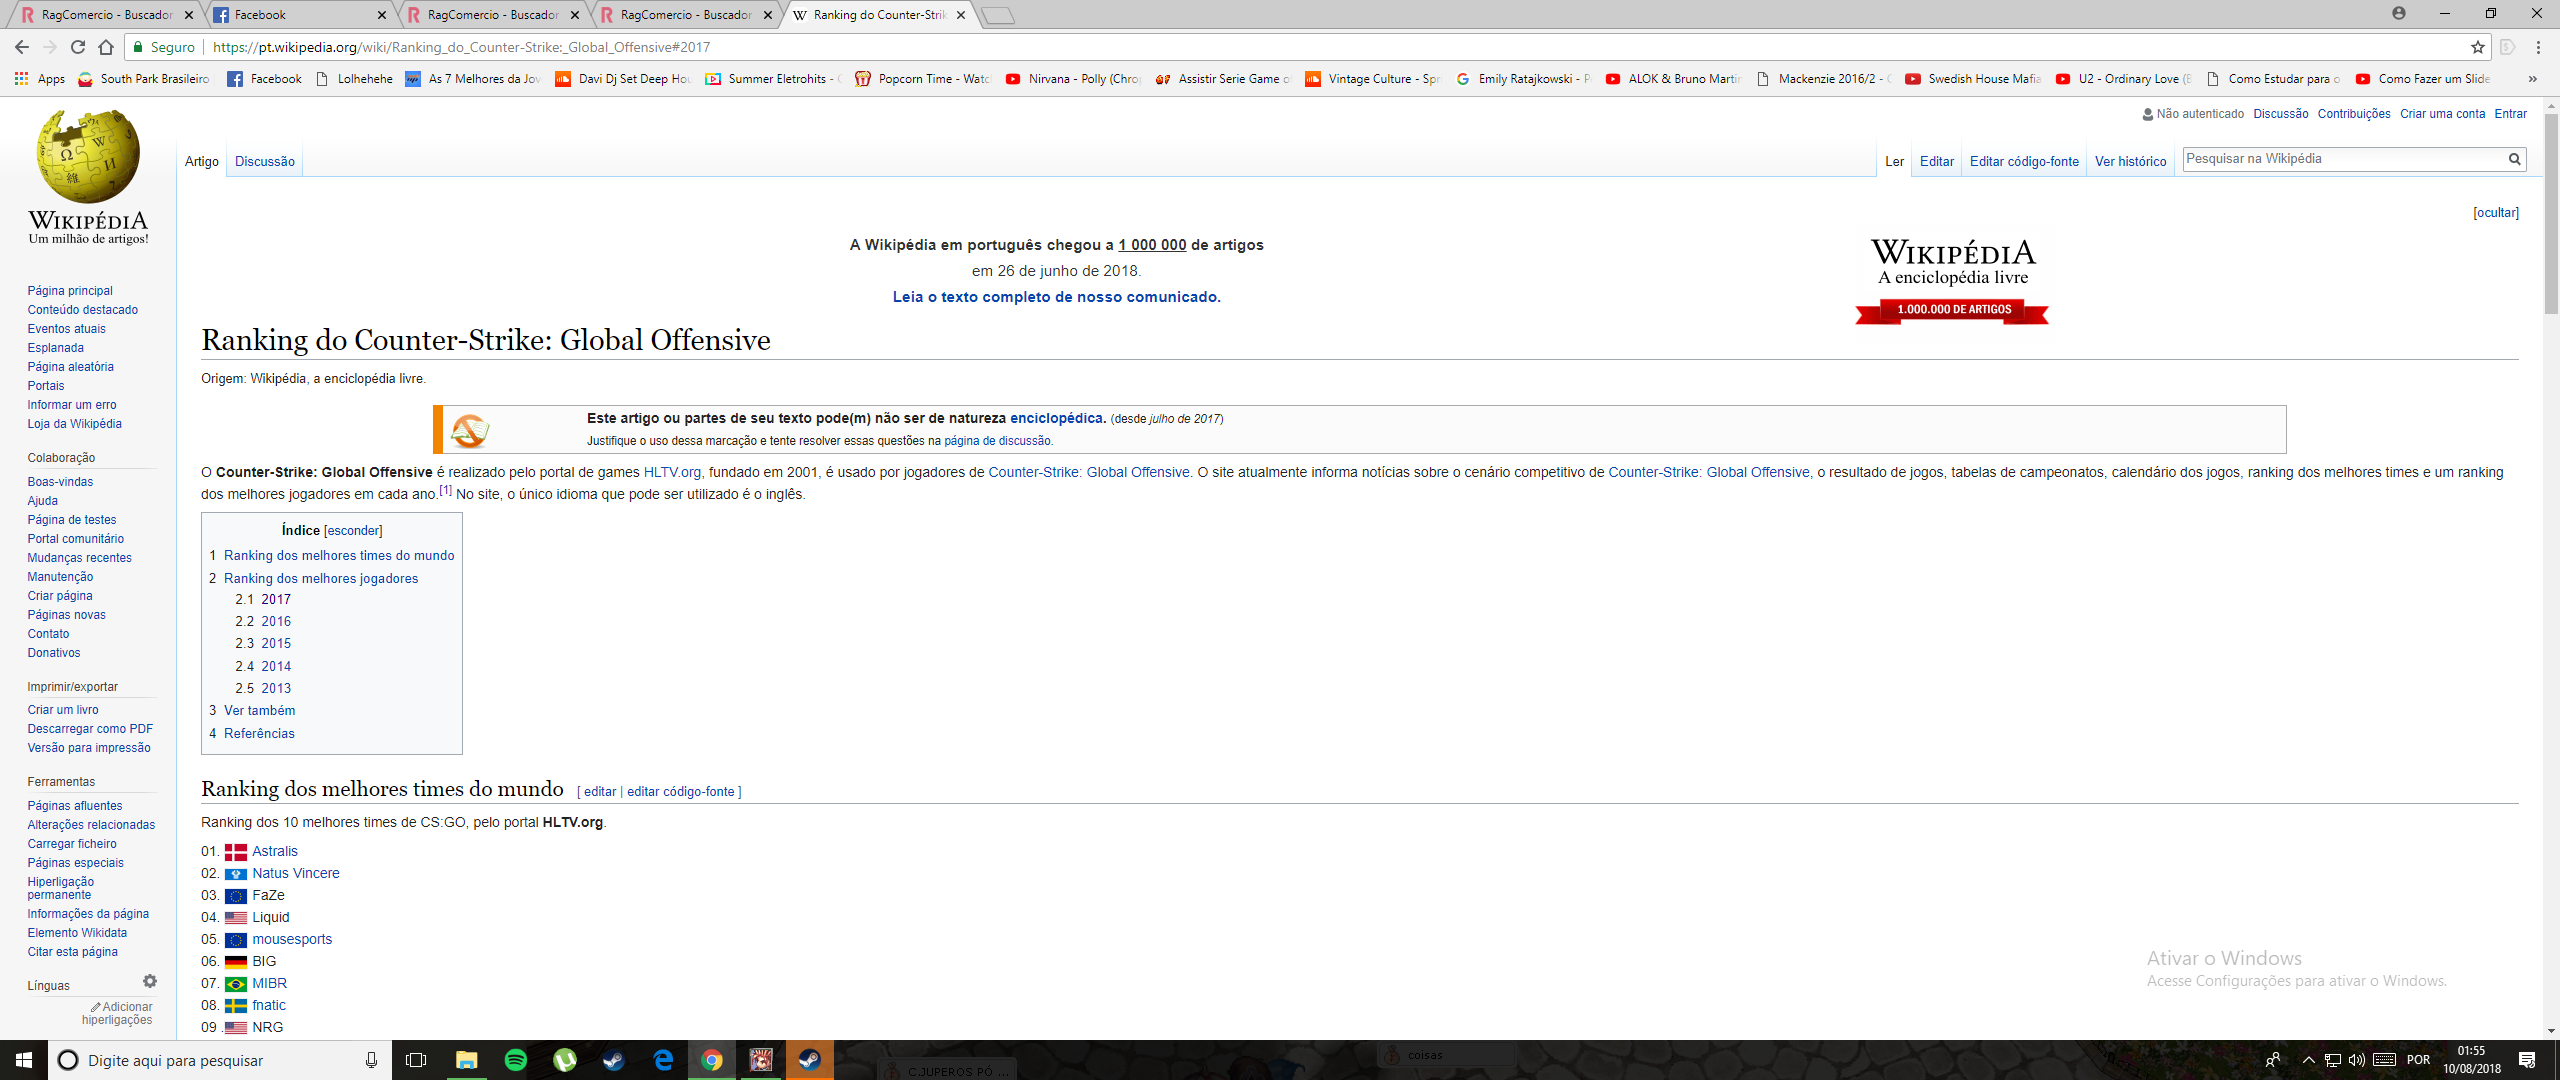 RagComercio - Buscador
Facebook
RagComercio - Buscador
RagComercio - Buscador
Ranking do Counter-Strik
Seguro
https://pt.wikipedia.org/wiki/Ranking_do_Counter-Strike:_Global_Offensive#2017
Apps
South Park Brasileiro
Facebook
Lolhehehe
As 7 Melhores da Jov
Davi Dj Set Deep Hou
Summer Eletrohits - C
Popcorn Time - Watc
Nirvana - Polly (Chro
Assistir Serie Game o
Vintage Culture - Spr
Emily Ratajkowski - P
ALOK & Bruno Martin
Mackenzie 2016/2 - C
Swedish House Mafia
U2 - Ordinary Love (E
Como Estudar para o
Como Fazer um Slide
Não autenticado Discussão Contribuições Criar uma conta Entrar
WIKIPÉDIA
Um milhão de artigos!
Artigo Discussão
Ler Editar Editar código-fonte Ver histórico Pesquisar na Wikipédia
[ocultar]
A Wikipédia em português chegou a 1 000 000 de artigos
em 26 de junho de 2018.
Leia o texto completo de nosso comunicado.
WIKIPÉDIA
A enciclopédia livre
1.000.000 DE ARTIGOS
Página principal
Conteúdo destacado
Eventos atuais
Esplanada
Página aleatória
Portais
Informar um erro
Loja da Wikipédia
Colaboração
Boas-vindas
Ajuda
Página de testes
Portal comunitário
Mudanças recentes
Manutenção
Criar página
Páginas novas
Contato
Donativos
Imprimir/exportar
Criar um livro
Descarregar como PDF
Versão para impressão
Ferramentas
Páginas afluentes
Alterações relacionadas
Carregar ficheiro
Páginas especiais
Hiperligação
permanente
Informações da página
Elemento Wikidata
Citar esta página
Línguas
Adicionar
hiperligações
Ranking do Counter-Strike: Global Offensive
Origem: Wikipédia, a enciclopédia livre.
Este artigo ou partes de seu texto pode(m) não ser de natureza enciclopédica. (desde julho de 2017)
Justifique o uso dessa marcação e tente resolver essas questões na página de discussão.
O Counter-Strike: Global Offensive é realizado pelo portal de games HLTV.org, fundado em 2001, é usado por jogadores de Counter-Strike: Global Offensive. O site atualmente informa notícias sobre o cenário competitivo de Counter-Strike: Global Offensive, o resultado de jogos, tabelas de campeonatos, calendário dos jogos, ranking dos melhores times e um ranking
dos melhores jogadores em cada ano.[1] No site, o único idioma que pode ser utilizado é o inglês.
Índice [esconder]
1 Ranking dos melhores times do mundo
2 Ranking dos melhores jogadores
2.1 2017
2.2 2016
2.3 2015
2.4 2014
2.5 2013
3 Ver também
4 Referências
Ranking dos melhores times do mundo [ editar | editar código-fonte ]
Ranking dos 10 melhores times de CS:GO, pelo portal HLTV.org.
01. Astralis
02. Natus Vincere
03. FaZe
04. Liquid
05. mousesports
06. BIG
07. MIBR
08. fnatic
09 . NRG
Ativar o Windows
Acesse Configurações para ativar o Windows.
Digite aqui para pesquisar
C.JUPEROS PÓ ...
coisas
POR
01:55
10/08/2018